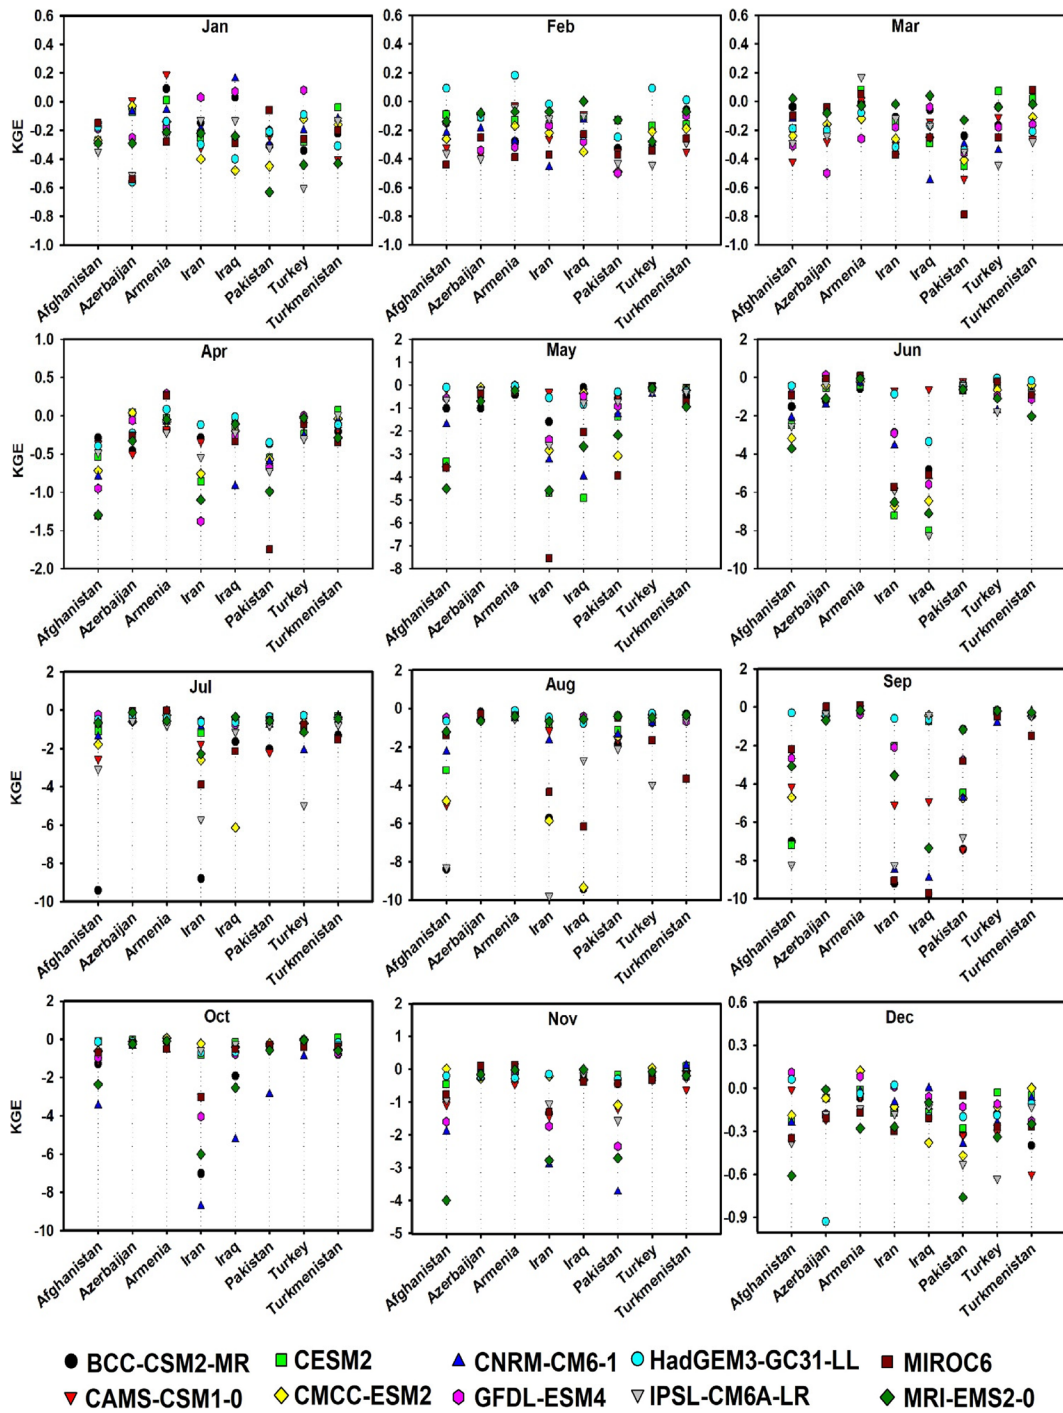 Jan
Feb
Mar
KGE
0.6
0.4
0.2
0.0
-0.2
-0.4
-0.6
-0.8
-1.0
0.6
0.4
0.2
0.0
-0.2
-0.4
-0.6
-0.8
-1.0
0.6
0.4
0.2
0.0
-0.2
-0.4
-0.6
-0.8
-1.0
Afghanistan
Azerbaijan
Armenia
Iran
Iraq
Pakistan
Turkey
Turkmenistan
Afghanistan
Azerbaijan
Armenia
Iran
Iraq
Pakistan
Turkey
Turkmenistan
Afghanistan
Azerbaijan
Armenia
Iran
Iraq
Pakistan
Turkey
Turkmenistan
Apr
May
Jun
KGE
1.0
0.5
0.0
-0.5
-1.0
-1.5
-2.0
2
1
0
-1
-2
-3
-4
-5
-6
-7
-8
2
0
-2
-4
-6
-8
-10
Afghanistan
Azerbaijan
Armenia
Iran
Iraq
Pakistan
Turkey
Turkmenistan
Afghanistan
Azerbaijan
Armenia
Iran
Iraq
Pakistan
Turkey
Turkmenistan
Afghanistan
Azerbaijan
Armenia
Iran
Iraq
Pakistan
Turkey
Turkmenistan
Jul
Aug
Sep
KGE
2
0
-2
-4
-6
-8
-10
2
0
-2
-4
-6
-8
-10
2
0
-2
-4
-6
-8
-10
Afghanistan
Azerbaijan
Armenia
Iran
Iraq
Pakistan
Turkey
Turkmenistan
Afghanistan
Azerbaijan
Armenia
Iran
Iraq
Pakistan
Turkey
Turkmenistan
Afghanistan
Azerbaijan
Armenia
Iran
Iraq
Pakistan
Turkey
Turkmenistan
Oct
Nov
Dec
KGE
2
0
-2
-4
-6
-8
-10
2
1
0
-1
-2
-3
-4
-5
0.6
0.3
0.0
-0.3
-0.6
-0.9
Afghanistan
Azerbaijan
Armenia
Iran
Iraq
Pakistan
Turkey
Turkmenistan
Afghanistan
Azerbaijan
Armenia
Iran
Iraq
Pakistan
Turkey
Turkmenistan
Afghanistan
Azerbaijan
Armenia
Iran
Iraq
Pakistan
Turkey
Turkmenistan
BCC-CSM2-MR CESM2 CNRM-CM6-1 HadGEM3-GC31-LL MIROC6
CAMS-CSM1-0 CMCC-ESM2 GFDL-ESM4 IPSL-CM6A-LR MRI-EMS2-0